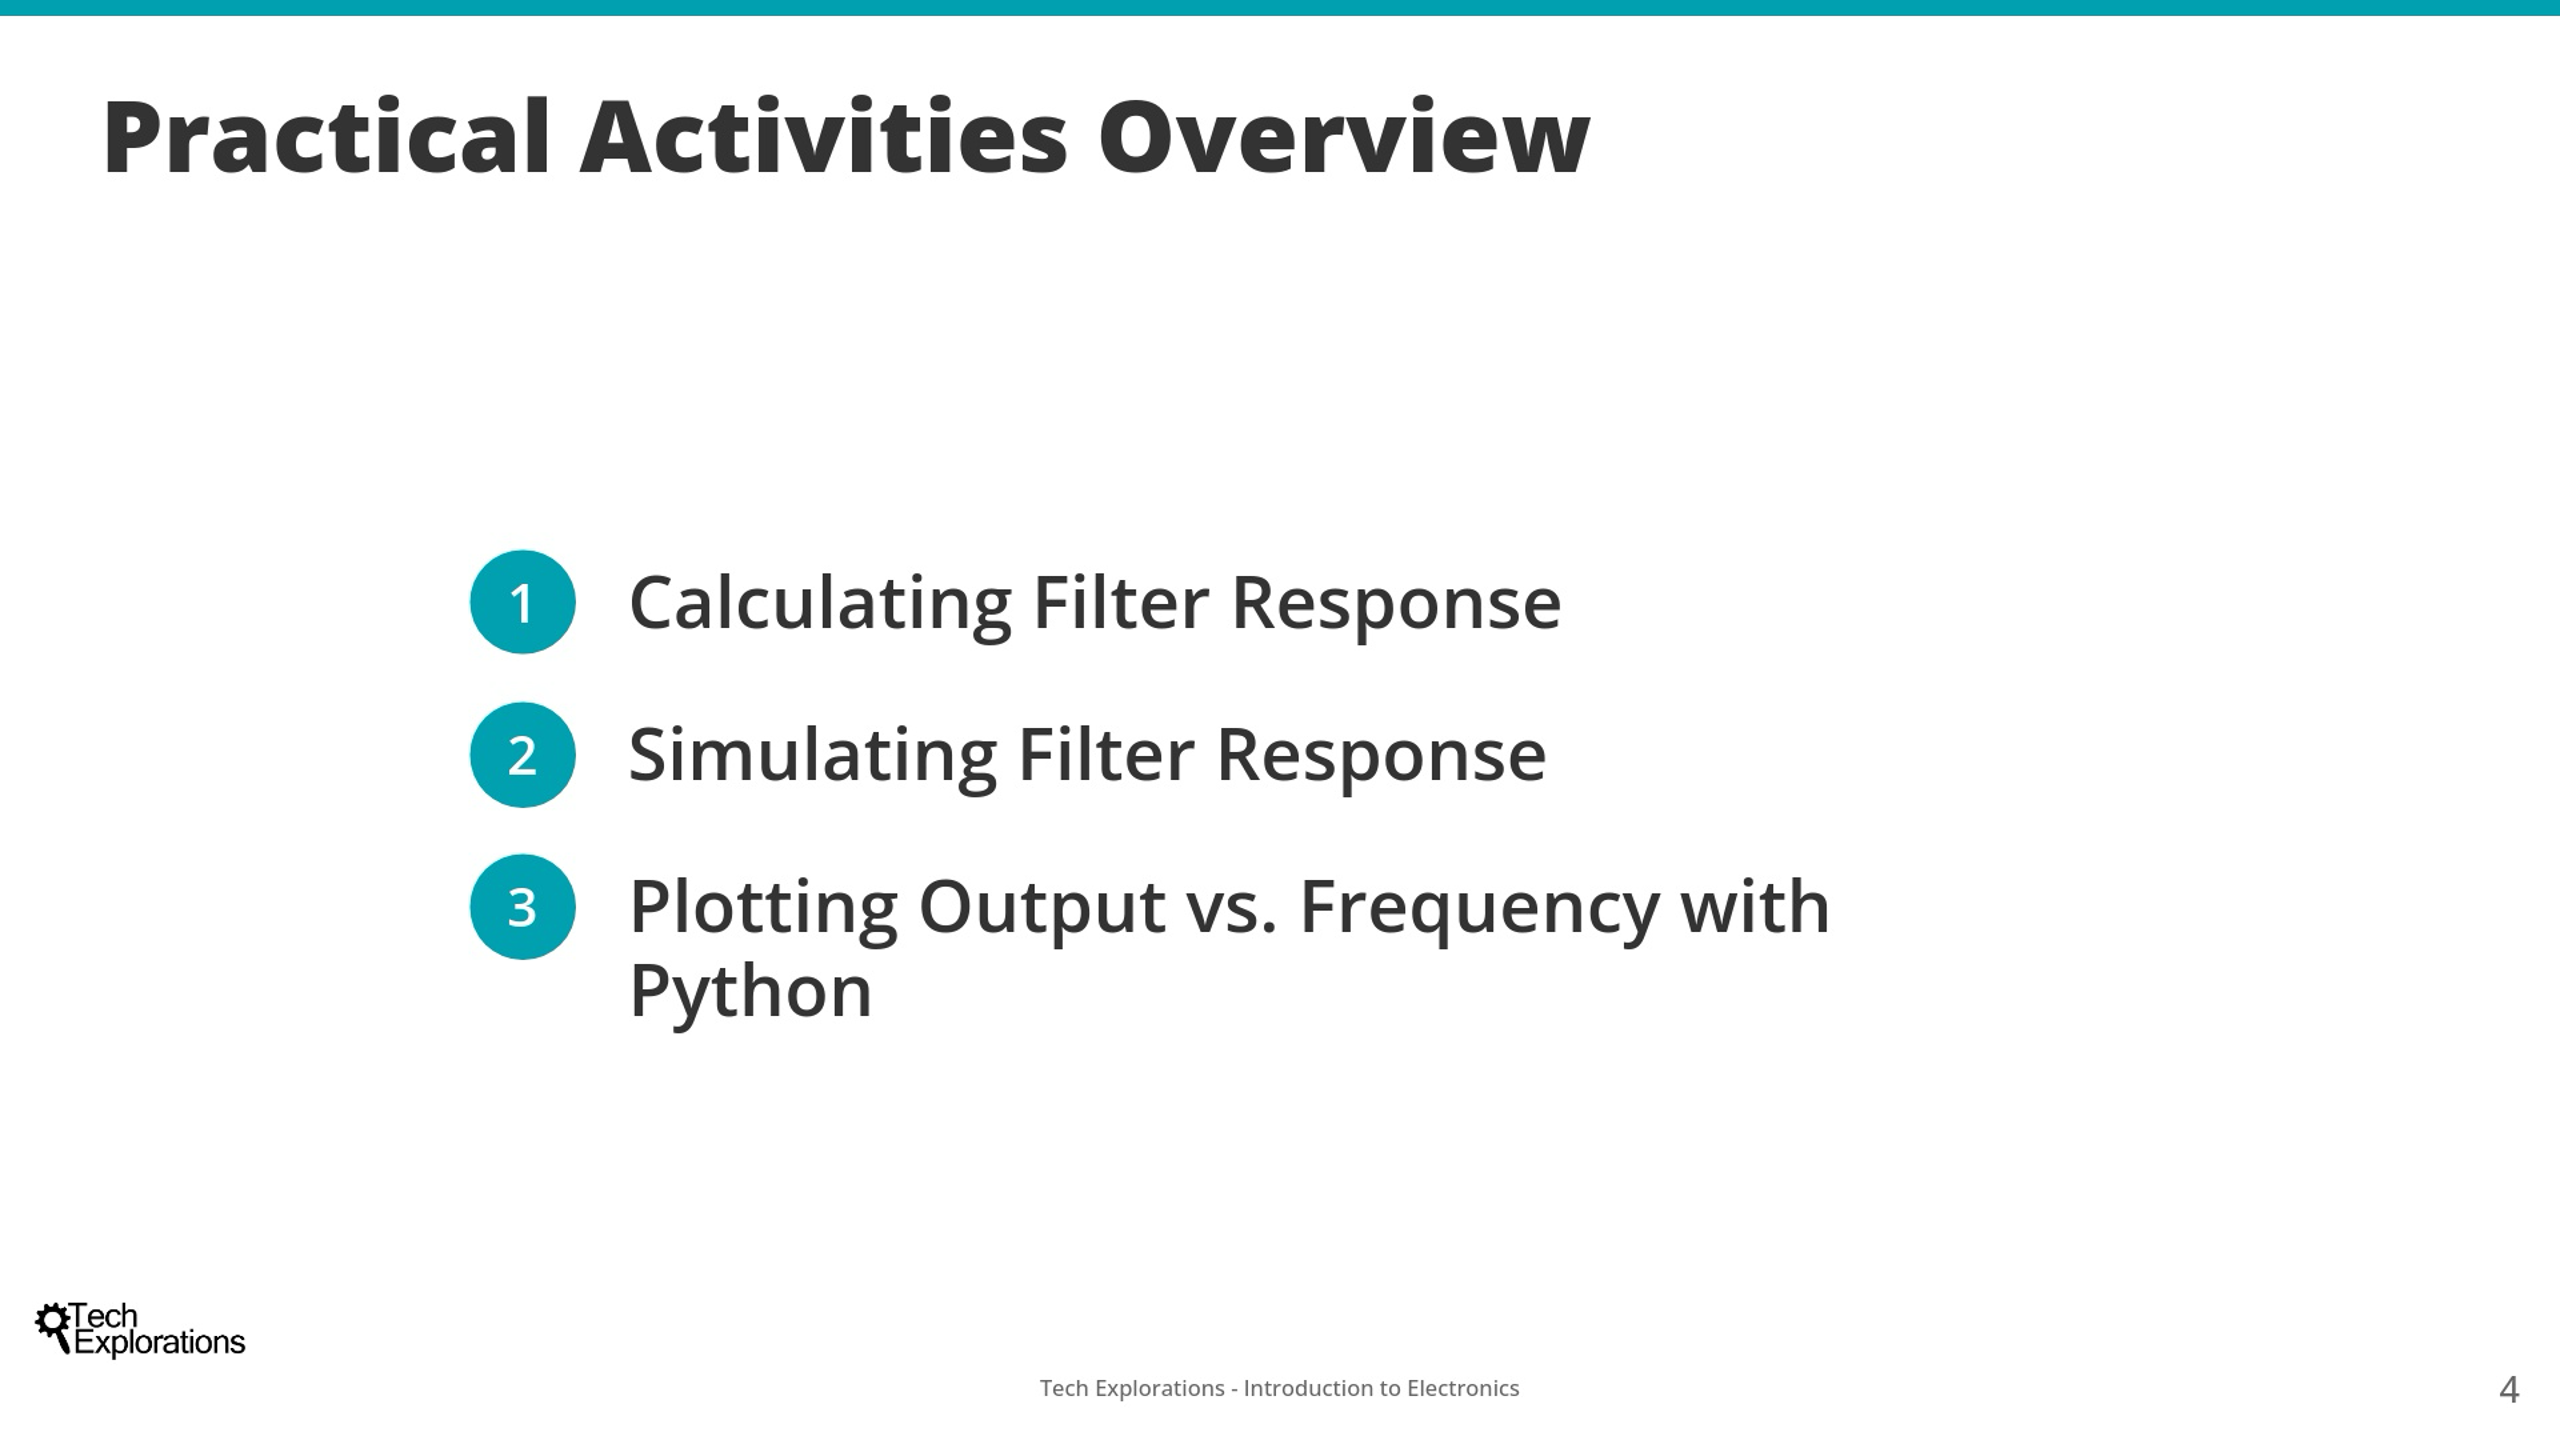 Practical Activities Overview
1 Calculating Filter Response
2 Simulating Filter Response
3 Plotting Output vs. Frequency with
Python
Tech
Explorations
Tech Explorations - Introduction to Electronics
4